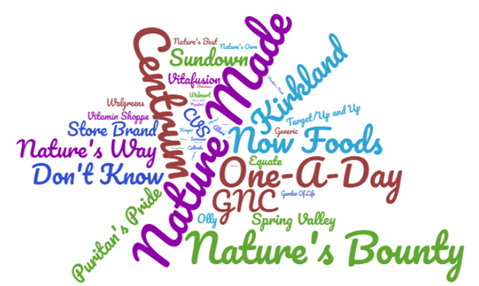 Nature's Best
Nature's Own
Sundown
Centrum
Nature Made
Vitafusion
Kirkland
Walmart
Walgreens
Vitamin Shoppe
CVS
Target/Up and Up
Store Brand
Kroger
Generic
Nature's Way
Now Foods
Equate
Don't Know
One-A-Day
Puritan's Pride
GNC
Garden Of Life
Olly
Spring Valley
Nature's Bounty